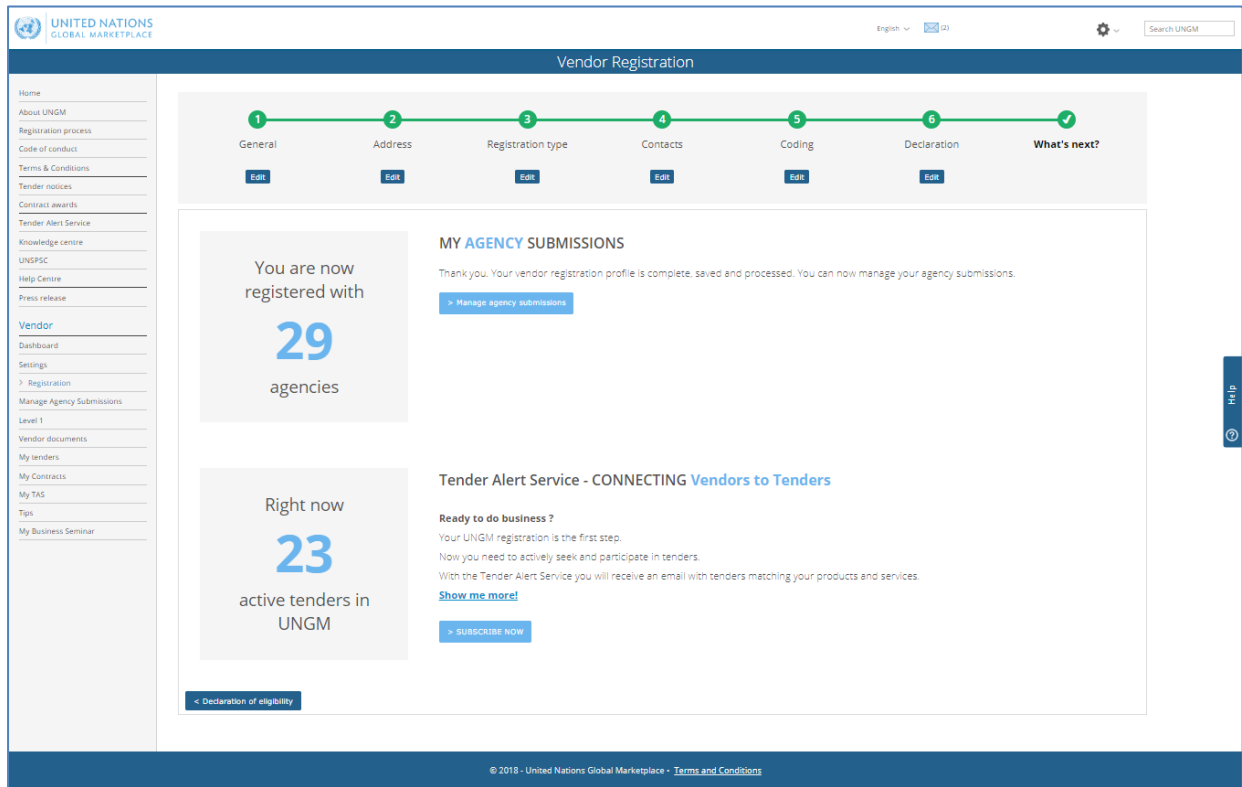 UNITED NATIONS
GLOBAL MARKETPLACE
English
(2)
Search UNGM
Vendor Registration
Home
About UNGM
Registration process
Code of conduct
Terms & Conditions
Tender notices
Contract awards
Tender Alert Service
Knowledge centre
UNSPSC
Help Centre
Press release
Vendor
Dashboard
Settings
> Registration
Manage Agency Submissions
Level 1
Vendor documents
My tenders
My Contracts
My TAS
Tips
My Business Seminar
1 2 3 4 5 6
General Address Registration type Contacts Coding Declaration What's next?
Edit Edit Edit Edit Edit Edit
You are now
registered with
29
agencies
MY AGENCY SUBMISSIONS
Thank you. Your vendor registration profile is complete, saved and processed. You can now manage your agency submissions.
> Manage agency submissions
Right now
23
active tenders in
UNGM
Tender Alert Service - CONNECTING Vendors to Tenders
Ready to do business ?
Your UNGM registration is the first step.
Now you need to actively seek and participate in tenders.
With the Tender Alert Service you will receive an email with tenders matching your products and services.
Show me more!
> SUBSCRIBE NOW
< Declaration of eligibility
Help
?
© 2018 - United Nations Global Marketplace • Terms and Conditions